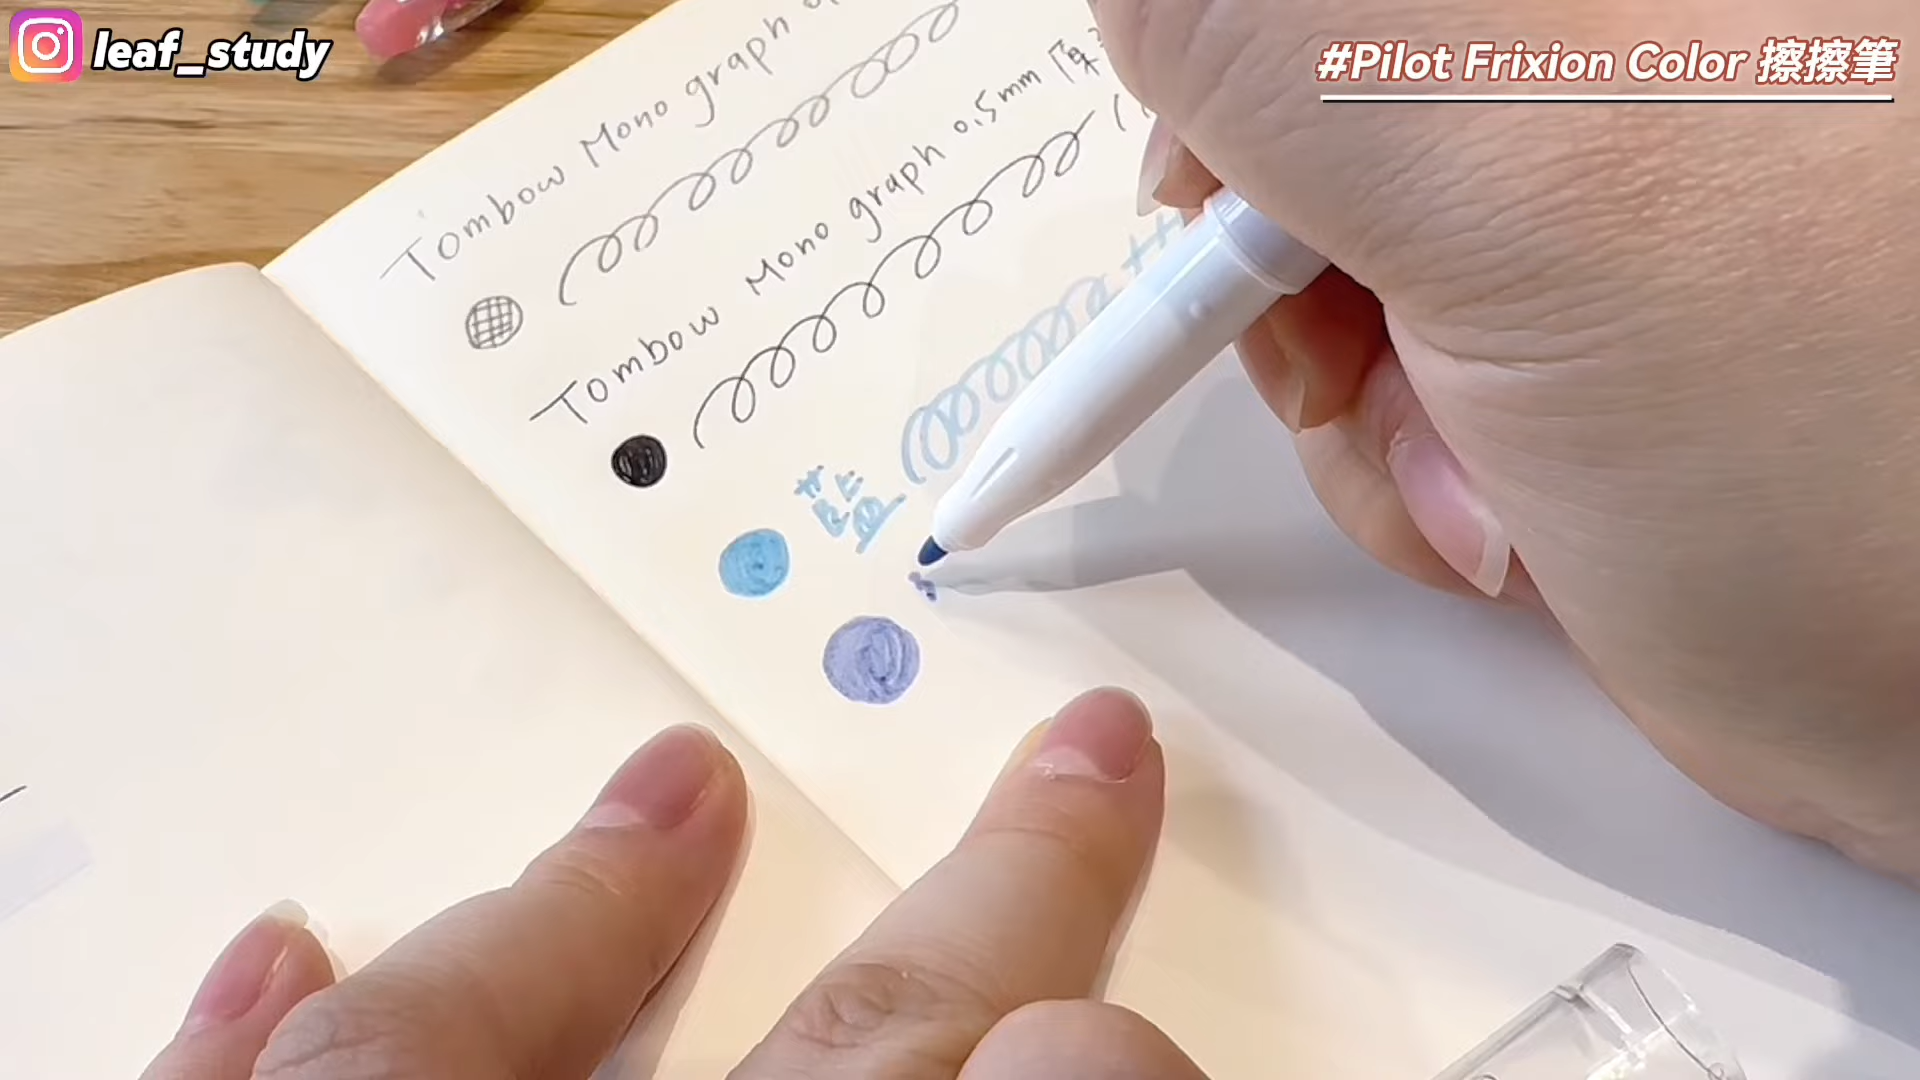 leaf_study
#Pilot Frixion Color 擦擦筆
Tombow Mono graph
Tombow Mono graph 0.5mm
藍